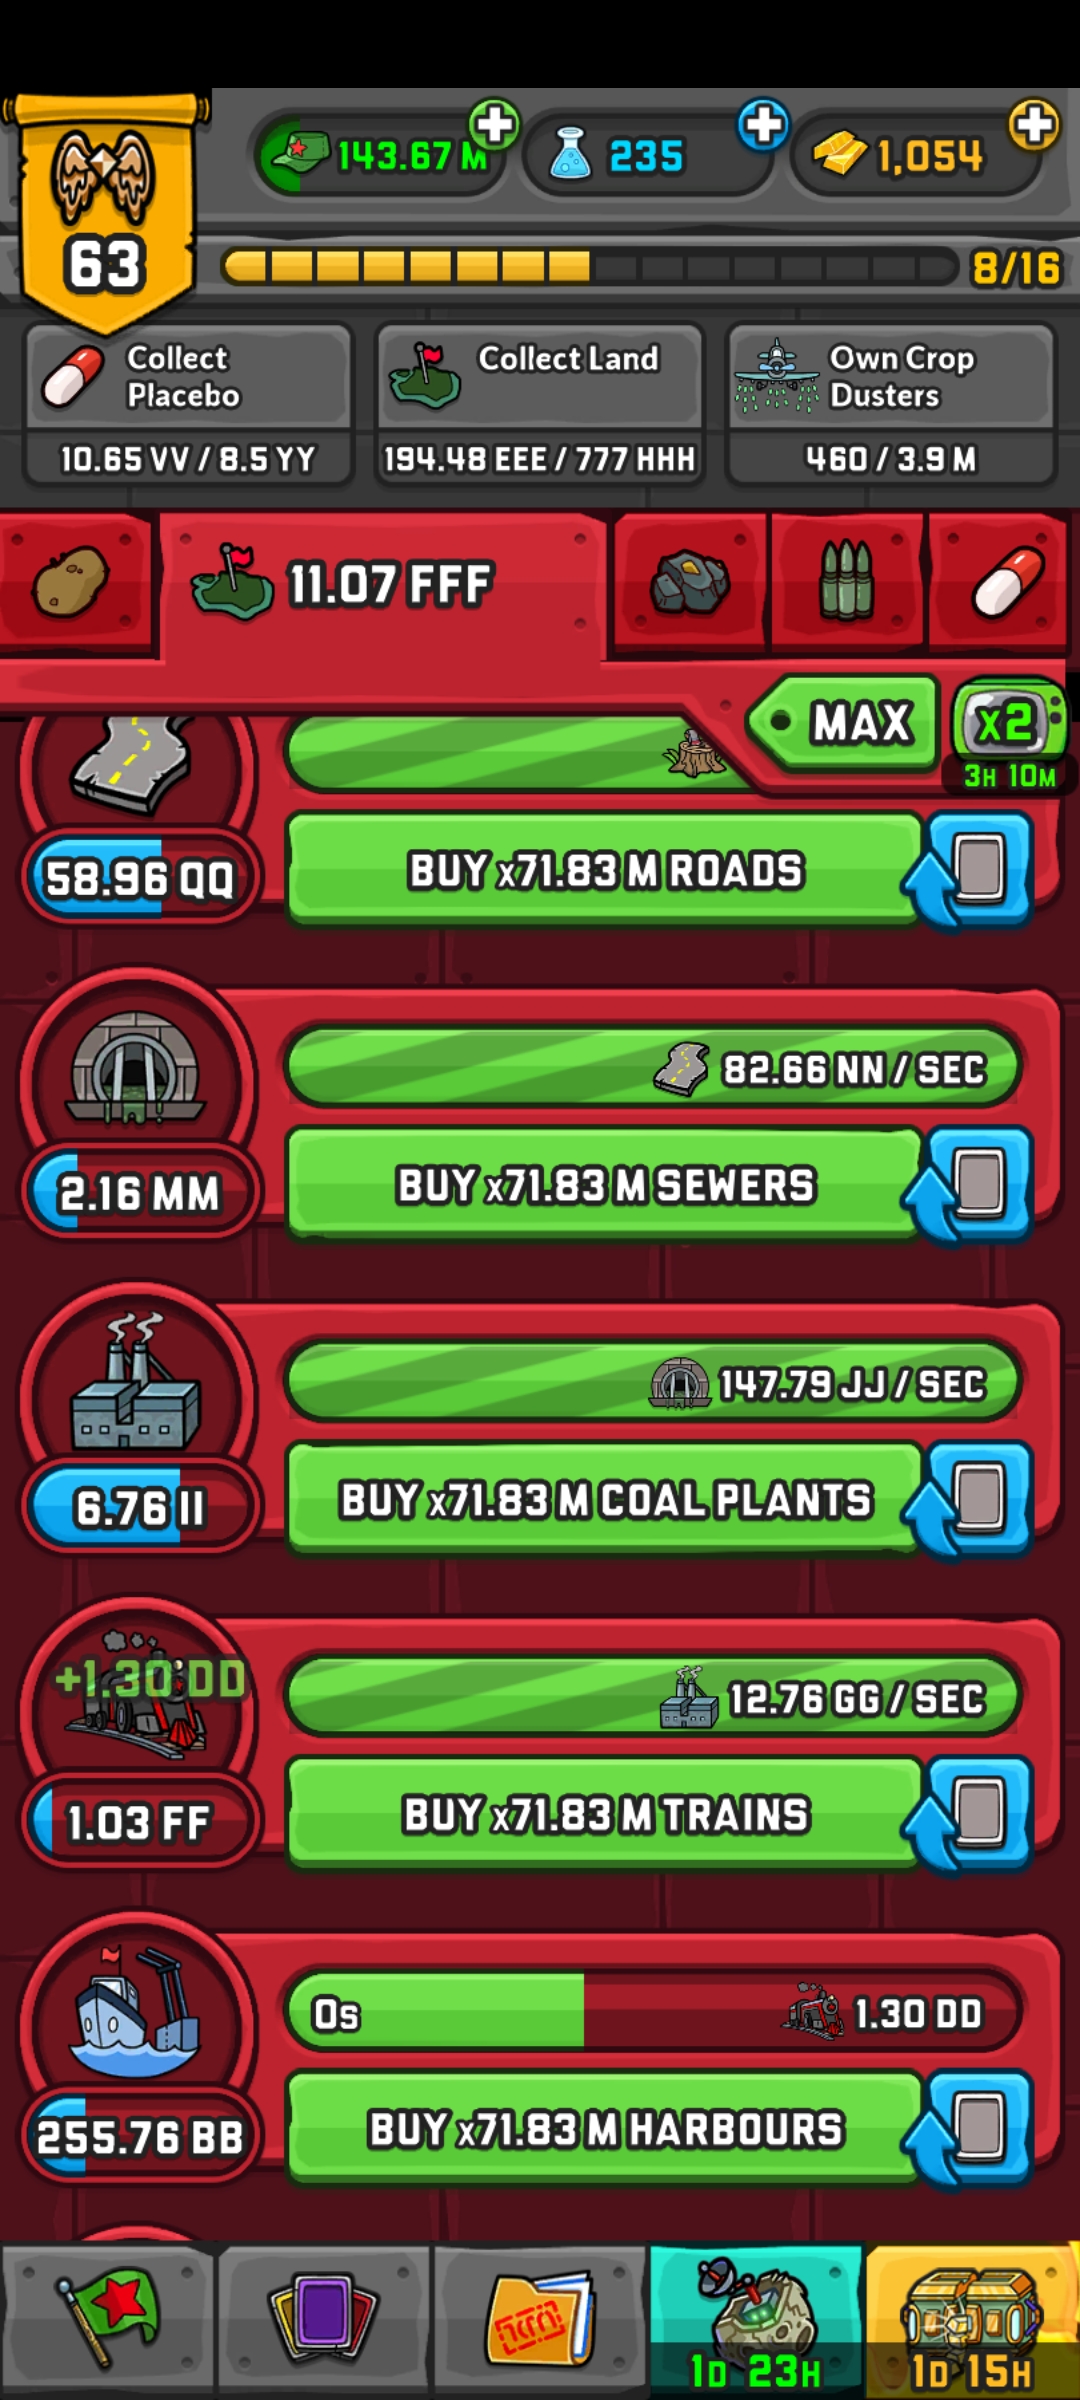 143.67 M
235
1,054
63
8/16
Collect
Placebo
10.65 VV / 8.5 YY
Collect Land
194.48 EEE / 777 HHH
Own Crop
Dusters
460 / 3.9 M
11.07 FFF
MAX
X2
3H 10M
58.96 QQ
BUY x71.83 M ROADS
82.66 NN / SEC
2.16 MM
BUY x71.83 M SEWERS
147.79 JJ / SEC
6.76 II
BUY x71.83 M COAL PLANTS
+1.30 DD
12.76 GG / SEC
1.03 FF
BUY x71.83 M TRAINS
0s
1.30 DD
255.76 BB
BUY x71.83 M HARBOURS
1D 23H
1D 15H